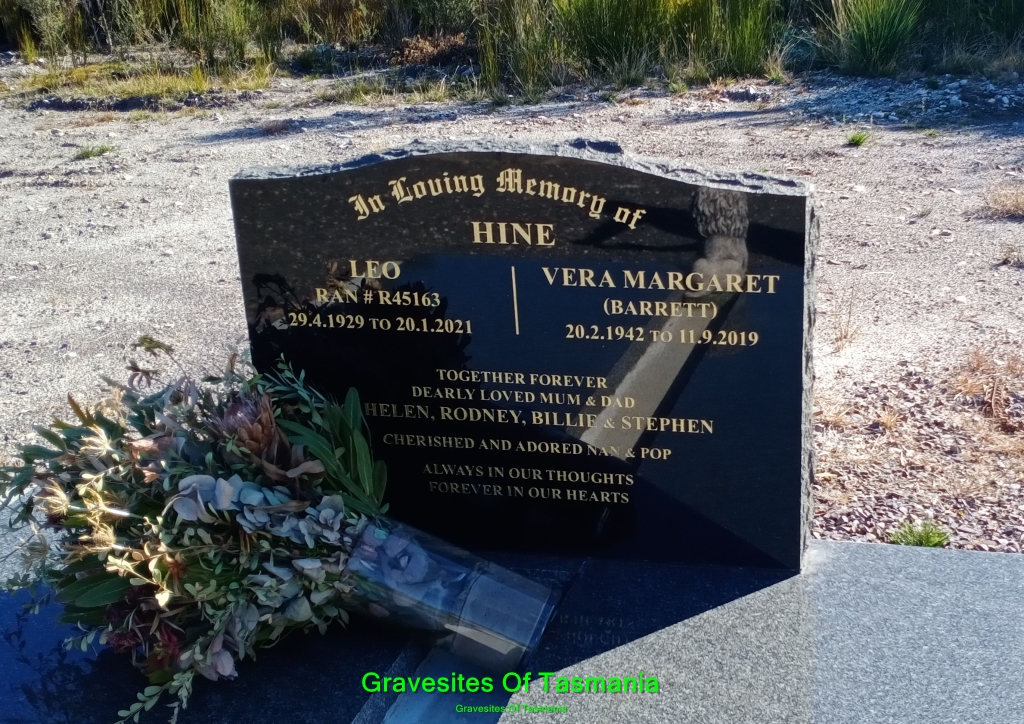 In Loving Memory of
HINE
LEO
RAN # R45163
29.4.1929 TO 20.1.2021
VERA MARGARET
(BARRETT)
20.2.1942 TO 11.9.2019
TOGETHER FOREVER
DEARLY LOVED MUM & DAD
HELEN, RODNEY, BILLIE & STEPHEN
CHERISHED AND ADORED NAN & POP
ALWAYS IN OUR THOUGHTS
FOREVER IN OUR HEARTS
Gravesites Of Tasmania
Gravesites Of Tasmania